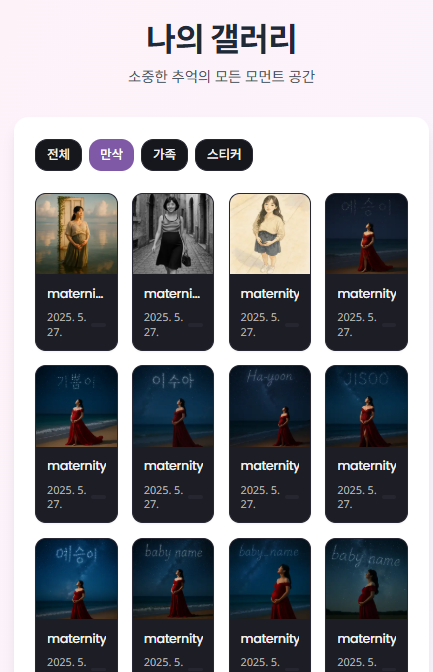 나의 갤러리
소중한 추억의 모든 모먼트 공간
전체 만삭 가족 스티커
예승이
materni... materni... maternity maternity
2025. 5. 27. 2025. 5. 27. 2025. 5. 27. 2025. 5. 27.
기쁨이 이수아 Ha-yoon JISOO
maternity maternity maternity maternity
2025. 5. 27. 2025. 5. 27. 2025. 5. 27. 2025. 5. 27.
예승이 baby name baby_name baby name
maternity maternity maternity maternity
2025. 5. 2025. 5. 2025. 5. 2025. 5.